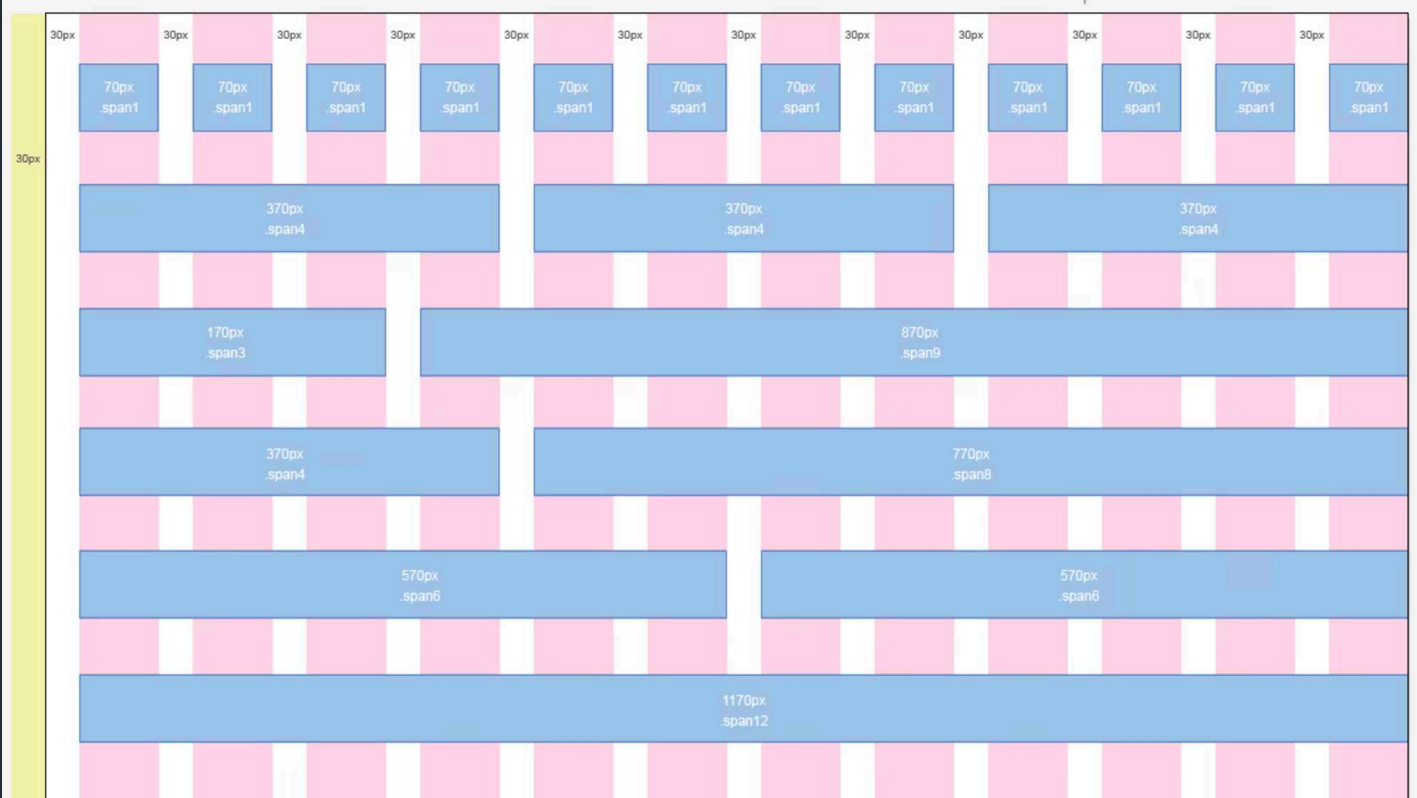 30px 30px 30px 30px 30px 30px 30px 30px 30px 30px 30px 30px
70px 70px 70px 70px 70px 70px 70px 70px 70px 70px 70px 70px
.span1 .span1 .span1 .span1 .span1 .span1 .span1 .span1 .span1 .span1 .span1 .span1
30px
370px 370px 370px
.span4 .span4 .span4
170px 870px
.span3 .span9
370px 770px
.span4 .span8
570px 570px
.span6 .span6
1170px
.span12